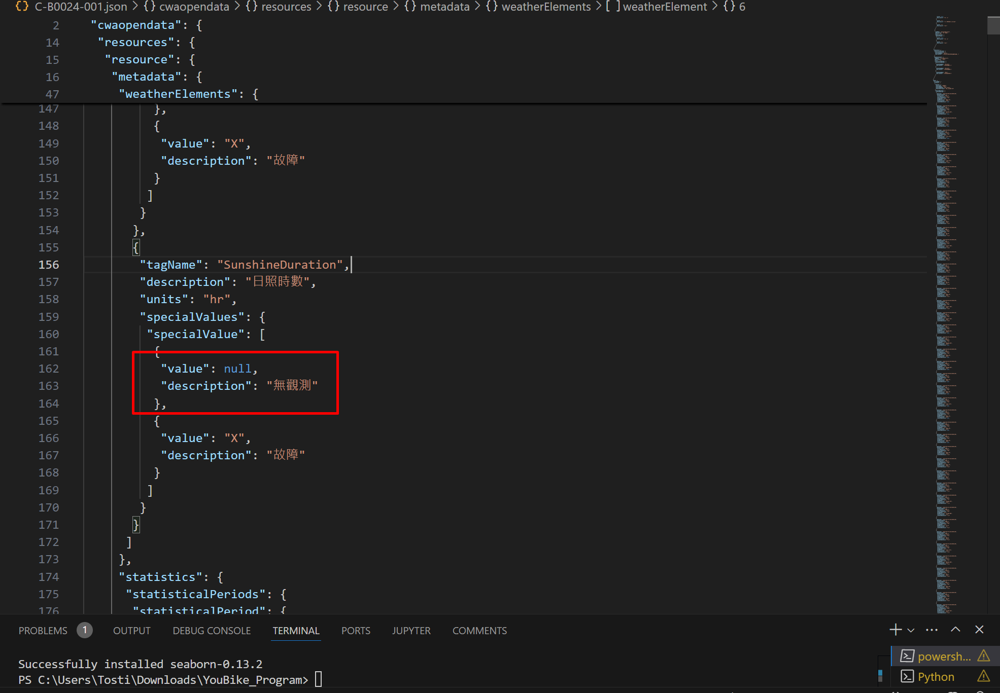 C-B0024-001.json > {} cwaopendata > {} resources > {} resource > {} metadata > {} weatherElements > [ ] weatherElement > {} 6
2 "cwaopendata": {
14 "resources": {
15 "resource": {
16 "metadata": {
47 "weatherElements": {
147 },
148 {
149 "value": "X",
150 "description": "故障"
151 }
152 ]
153 }
154 },
155 {
156 "tagName": "SunshineDuration",
157 "description": "日照時數",
158 "units": "hr",
159 "specialValues": {
160 "specialValue": [
161 {
162 "value": null,
163 "description": "無觀測"
164 },
165 {
166 "value": "X",
167 "description": "故障"
168 }
169 ]
170 }
171 }
172 ]
173 },
174 "statistics": {
175 "statisticalPeriods": {
176 "statisticalPeriod": {
PROBLEMS 1 OUTPUT DEBUG CONSOLE TERMINAL PORTS JUPYTER COMMENTS
Successfully installed seaborn-0.13.2
PS C:\Users\Tosti\Downloads\YouBike_Program>
powersh...
Python